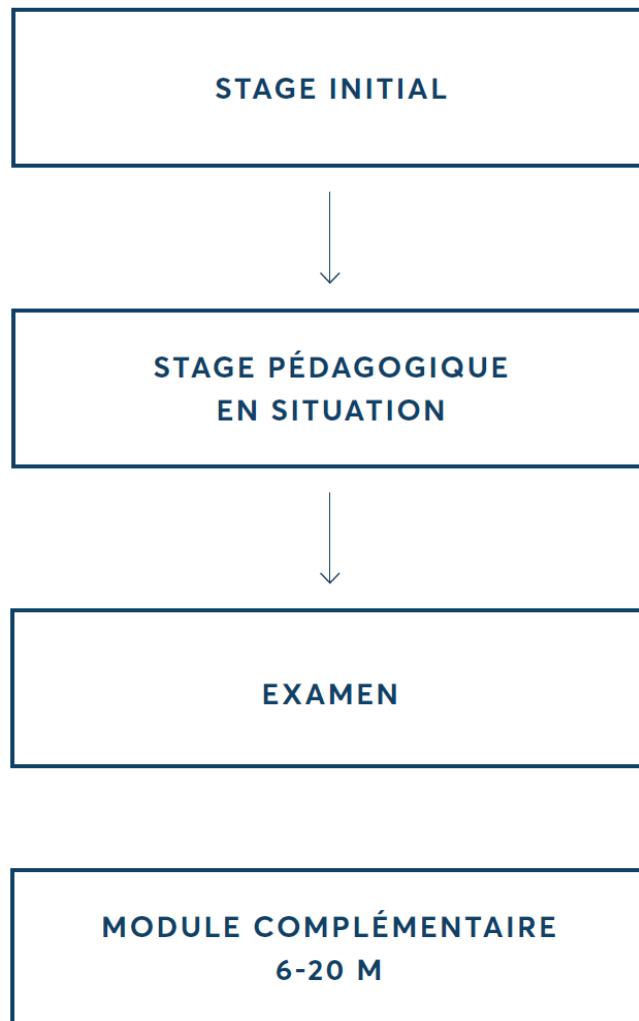 STAGE INITIAL
STAGE PÉDAGOGIQUE
EN SITUATION
EXAMEN
MODULE COMPLÉMENTAIRE
6-20 M